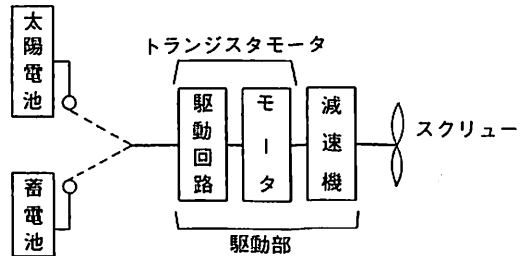 太陽電池
トランジスタモータ
駆動回路
モータ
減速機
スクリュー
蓄電池
駆動部